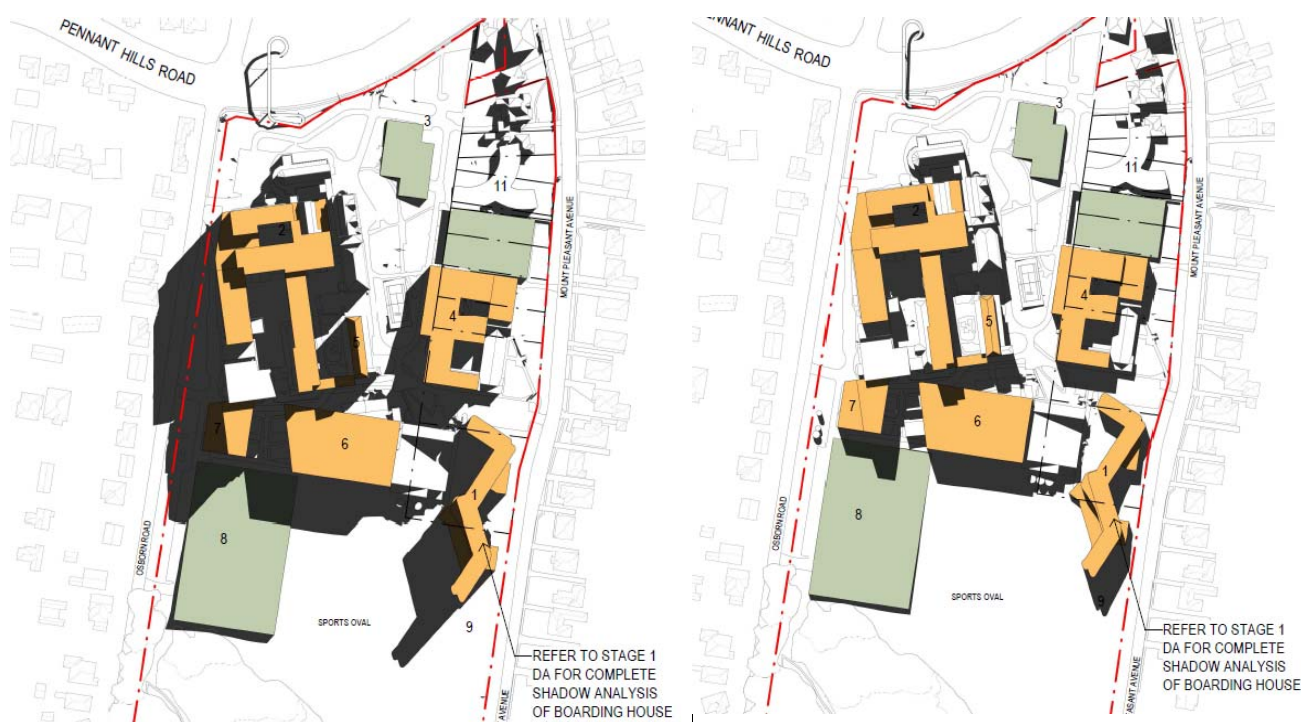 PENNANT HILLS ROAD
3
11
2
MOUNT PLEASANT AVENUE
4
5
7
6
1
8
OSBORN ROAD
SPORTS OVAL
9
REFER TO STAGE 1
DA FOR COMPLETE
SHADOW ANALYSIS
OF BOARDING HOUSE
AVENUE
NNANT HILLS ROAD
3
11
2
MOUNT PLEASANT AVENUE
4
5
7
6
1
8
OSBORN ROAD
SPORTS OVAL
9
REFER TO STAGE 1
DA FOR COMPLETE
SHADOW ANALYSIS
OF BOARDING HOUSE
ASANT AVENUE